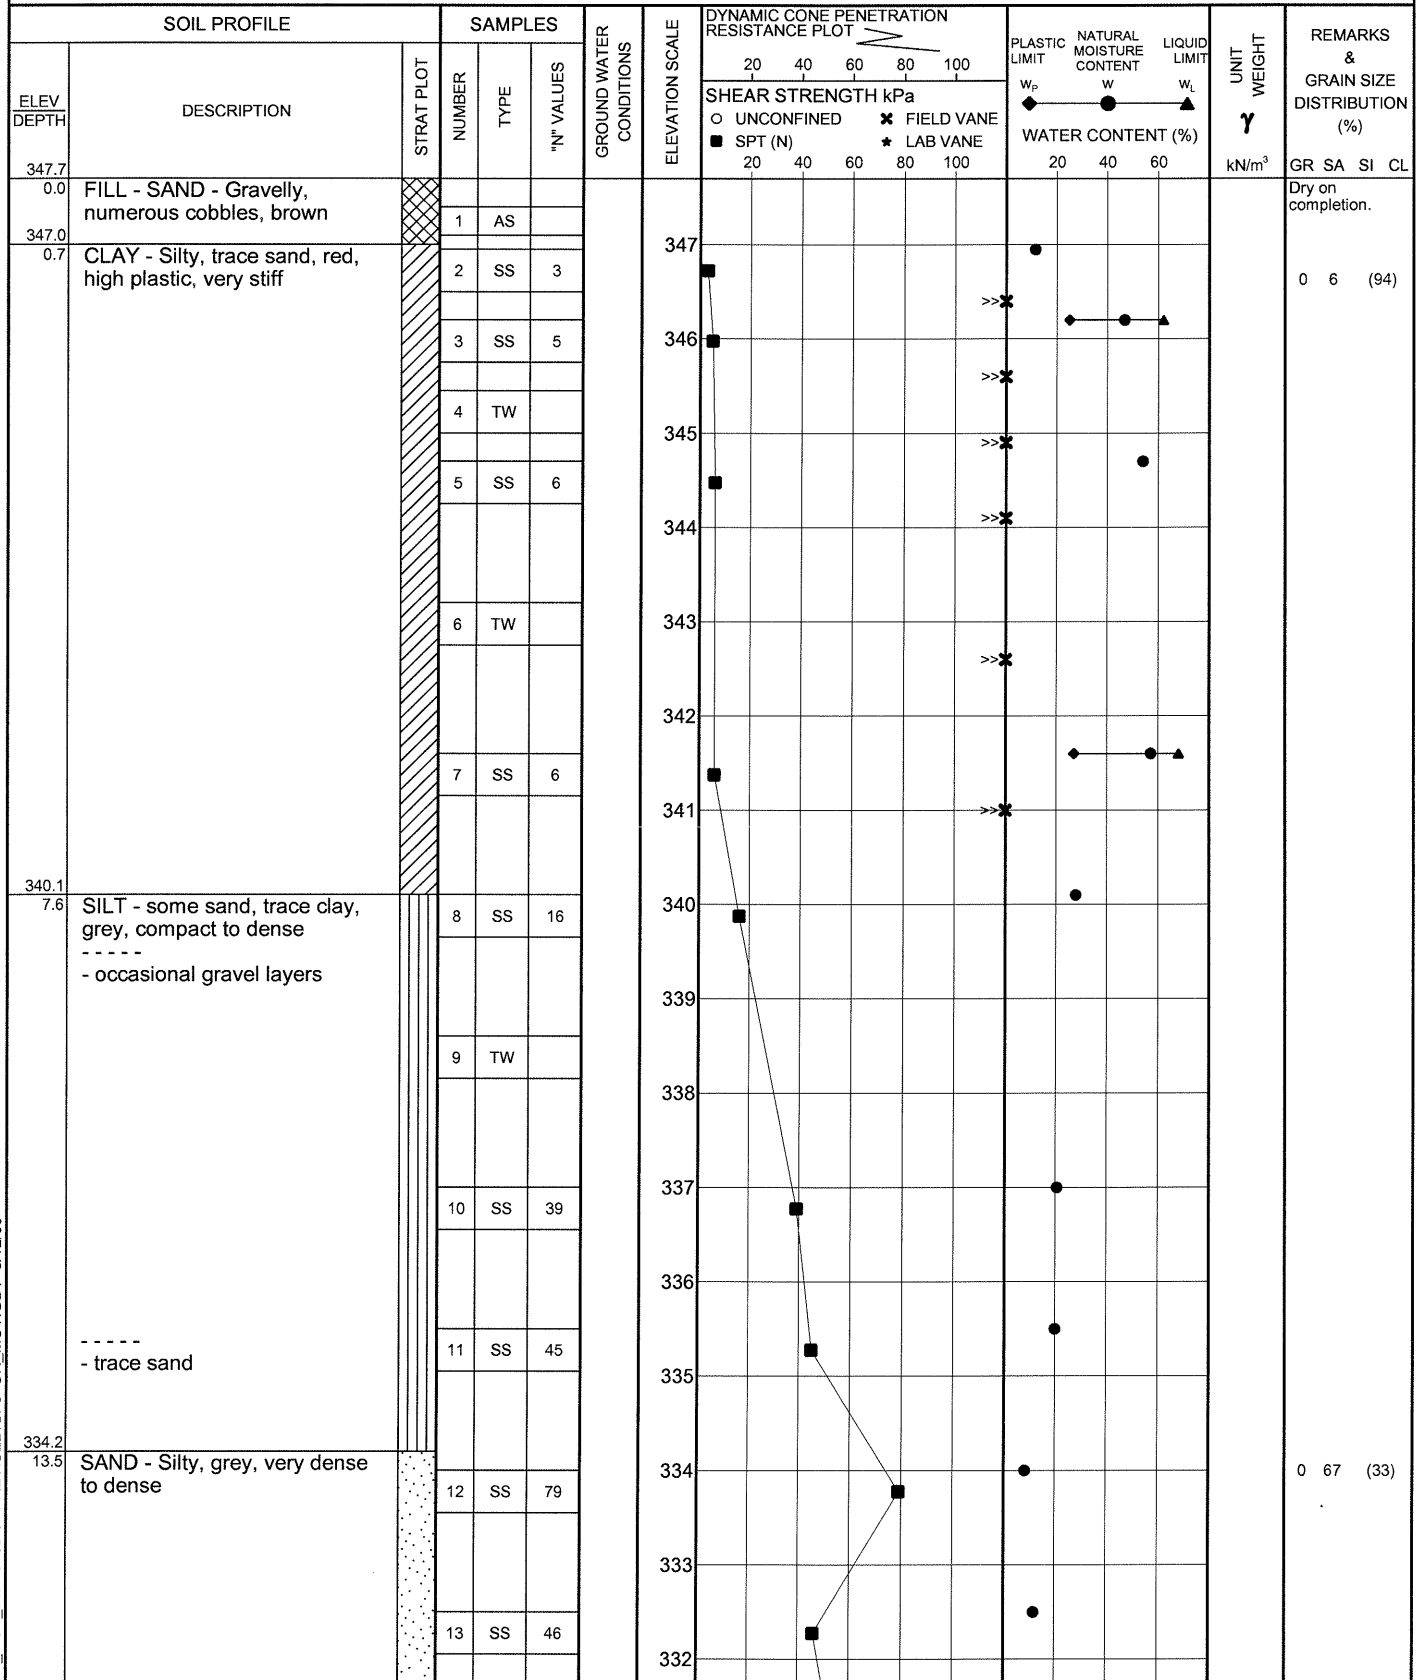 SOIL PROFILE
SAMPLES
GROUND WATER CONDITIONS
ELEVATION SCALE
DYNAMIC CONE PENETRATION
RESISTANCE PLOT
20 40 60 80 100
PLASTIC LIMIT
NATURAL MOISTURE CONTENT
LIQUID LIMIT
UNIT WEIGHT
REMARKS
&
GRAIN SIZE
DISTRIBUTION
(%)
ELEV
DEPTH
DESCRIPTION
STRAT PLOT
NUMBER
TYPE
"N" VALUES
SHEAR STRENGTH kPa
○ UNCONFINED ✖ FIELD VANE
■ SPT (N) ★ LAB VANE
20 40 60 80 100
WP W WL
WATER CONTENT (%)
20 40 60
γ
kN/m³
GR SA SI CL
347.7
0.0 FILL - SAND - Gravelly,
numerous cobbles, brown
1 AS
Dry on
completion.
347.0
0.7 CLAY - Silty, trace sand, red,
high plastic, very stiff
347
2 SS 3
0 6 (94)
>>
3 SS 5
346
>>
4 TW
345
>>
5 SS 6
344
>>
6 TW
343
>>
342
7 SS 6
341
>>
340.1
7.6 SILT - some sand, trace clay,
grey, compact to dense
- - - - -
- occasional gravel layers
8 SS 16
340
339
9 TW
338
337
10 SS 39
336
- - - - -
- trace sand
11 SS 45
335
334.2
13.5 SAND - Silty, grey, very dense
to dense
334
0 67 (33)
12 SS 79
333
13 SS 46
332